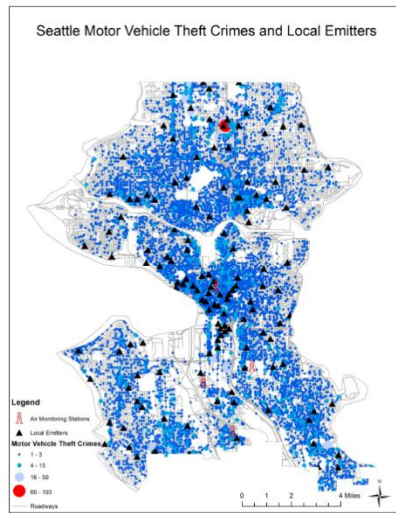 Seattle Motor Vehicle Theft Crimes and Local Emitters
Legend
Air Monitoring Stations
Local Emitters
Motor Vehicle Theft Crimes
1 - 3
4 - 15
16 - 59
60 - 193
Roadways
N
0 1 2 4 Miles